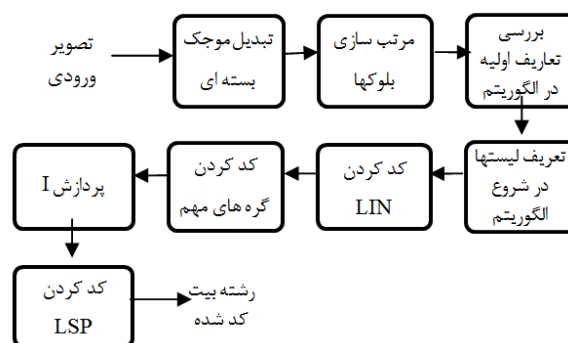 تصویر
ورودی
تبدیل موجک
بسته ای
مرتب سازی
بلوکها
بررسی
تعاریف اولیه
در الگوریتم
تعریف لیستها
در شروع
الگوریتم
کد کردن
LIN
کد کردن
گره های مهم
پردازش I
کد کردن
LSP
رشته بیت
کد شده